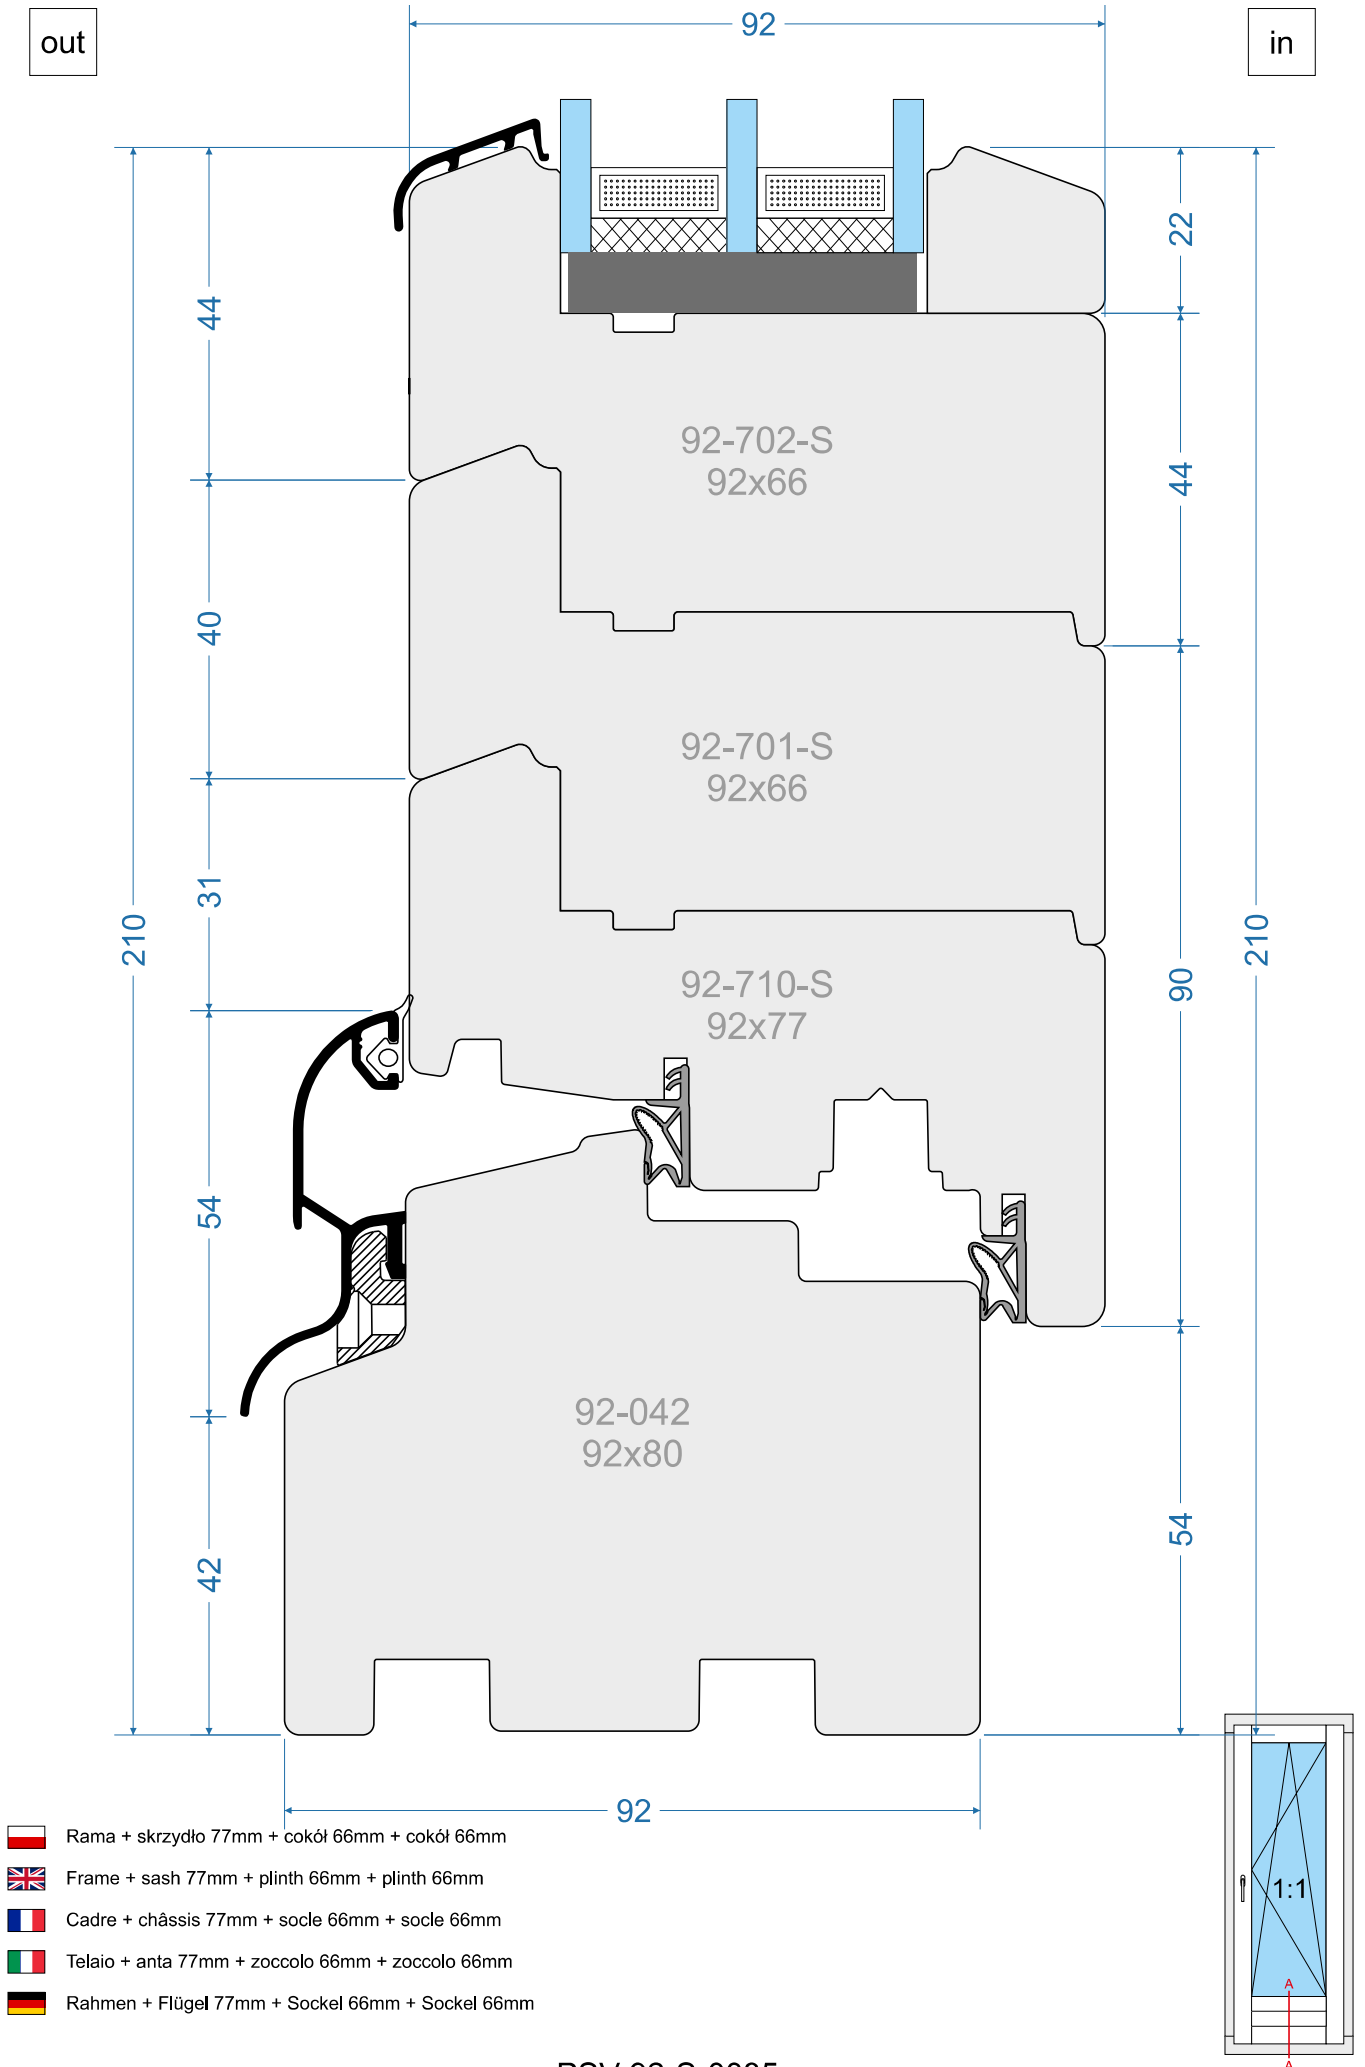 out
92
in
22
44
44
92-702-S
92x66
40
92-701-S
92x66
31
210
210
92-710-S
92x77
90
54
92-042
92x80
54
42
92
Rama + skrzydło 77mm + cokół 66mm + cokół 66mm
Frame + sash 77mm + plinth 66mm + plinth 66mm
Cadre + châssis 77mm + socle 66mm + socle 66mm
Telaio + anta 77mm + zoccolo 66mm + zoccolo 66mm
Rahmen + Flügel 77mm + Sockel 66mm + Sockel 66mm
1:1
A
A